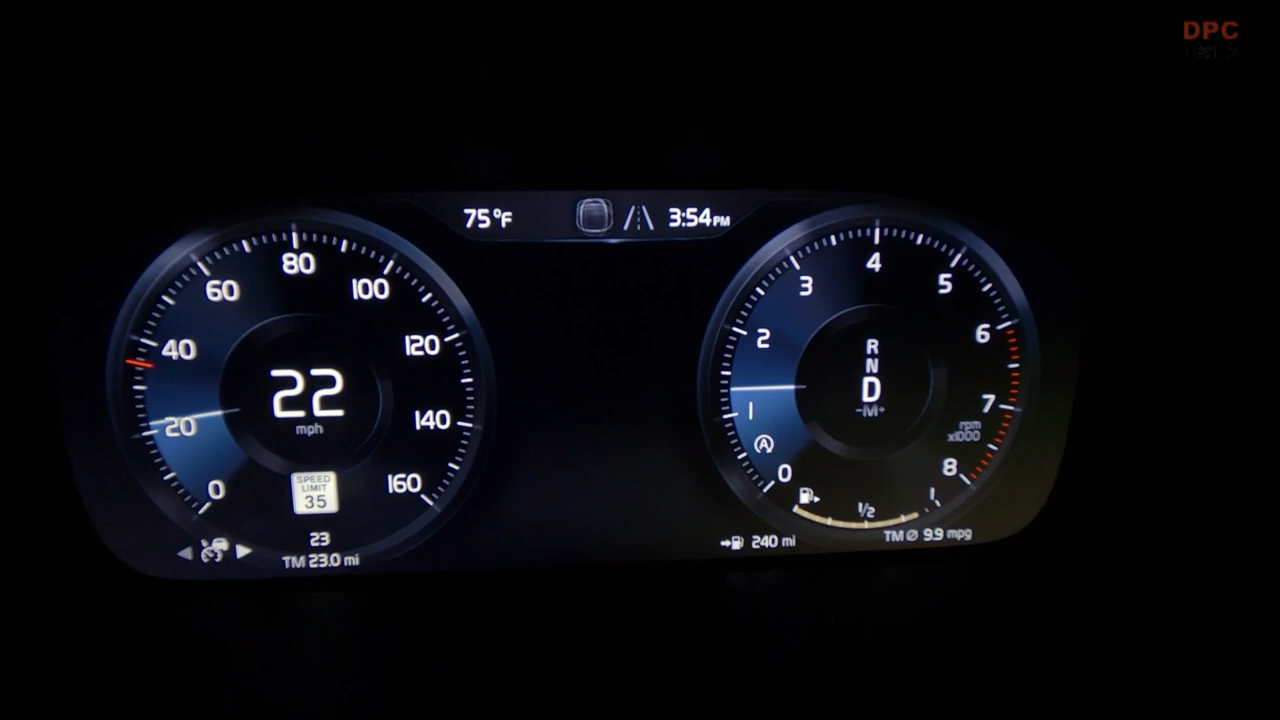 DPC
75°F
3:54PM
0
20
40
60
80
100
120
140
160
22
mph
SPEED
LIMIT
35
23
TM 23.0 mi
0
1
2
3
4
5
6
7
8
R
N
D
-M+
rpm
x1000
A
1/2
1
240 mi
TM ∅ 9.9 mpg